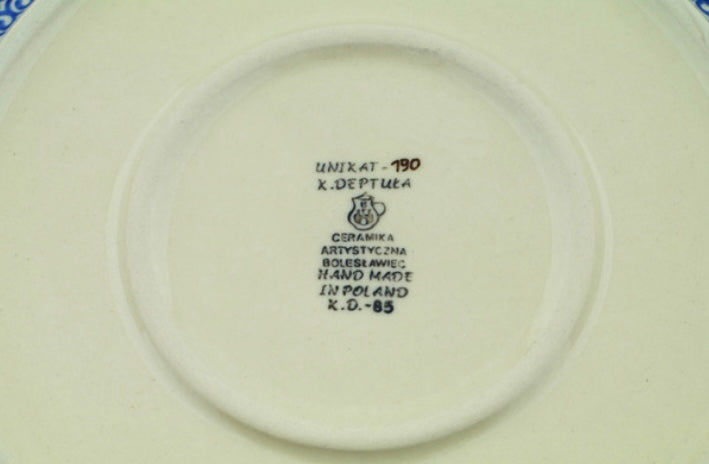 UNIKAT - 190
K. DEPTUŁA
CERAMIKA
ARTYSTYCZNA
BOLESŁAWIEC
HAND MADE
IN POLAND
K.D.-85